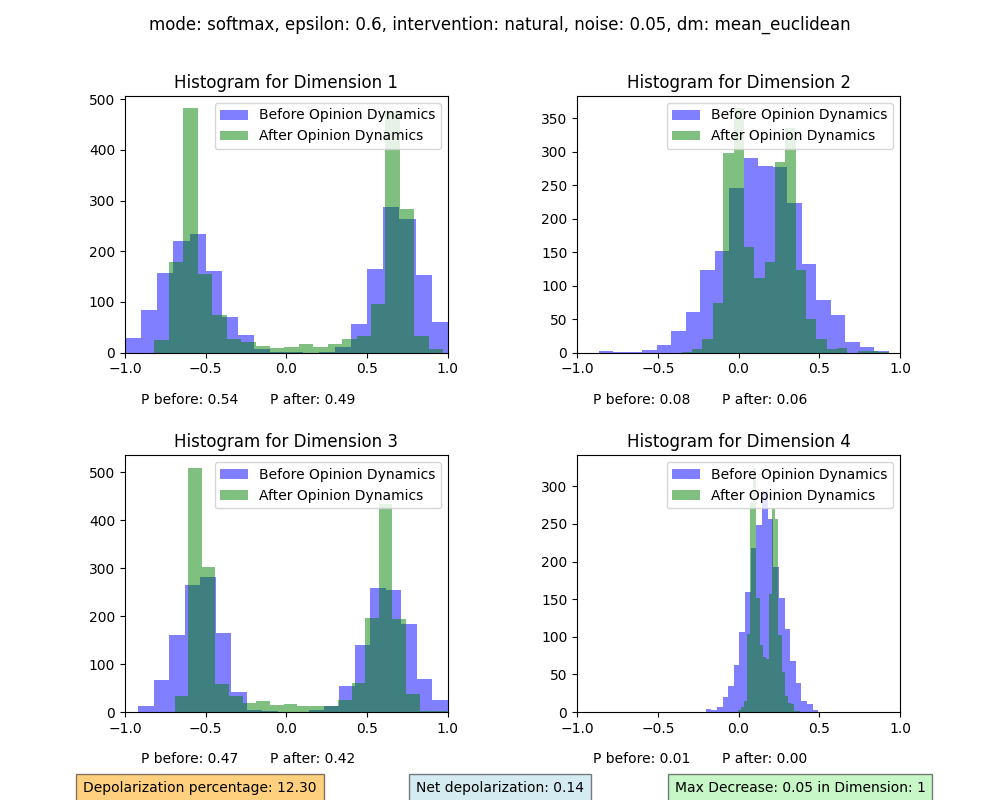 mode: softmax, epsilon: 0.6, intervention: natural, noise: 0.05, dm: mean_euclidean
Histogram for Dimension 1
500
400
300
200
100
0
Before Opinion Dynamics
After Opinion Dynamics
−1.0 −0.5 0.0 0.5 1.0
P before: 0.54 P after: 0.49
Histogram for Dimension 2
350
300
250
200
150
100
50
0
Before Opinion Dynamics
After Opinion Dynamics
−1.0 −0.5 0.0 0.5 1.0
P before: 0.08 P after: 0.06
Histogram for Dimension 3
500
400
300
200
100
0
Before Opinion Dynamics
After Opinion Dynamics
−1.0 −0.5 0.0 0.5 1.0
P before: 0.47 P after: 0.42
Histogram for Dimension 4
300
250
200
150
100
50
0
Before Opinion Dynamics
After Opinion Dynamics
−1.0 −0.5 0.0 0.5 1.0
P before: 0.01 P after: 0.00
Depolarization percentage: 12.30
Net depolarization: 0.14
Max Decrease: 0.05 in Dimension: 1